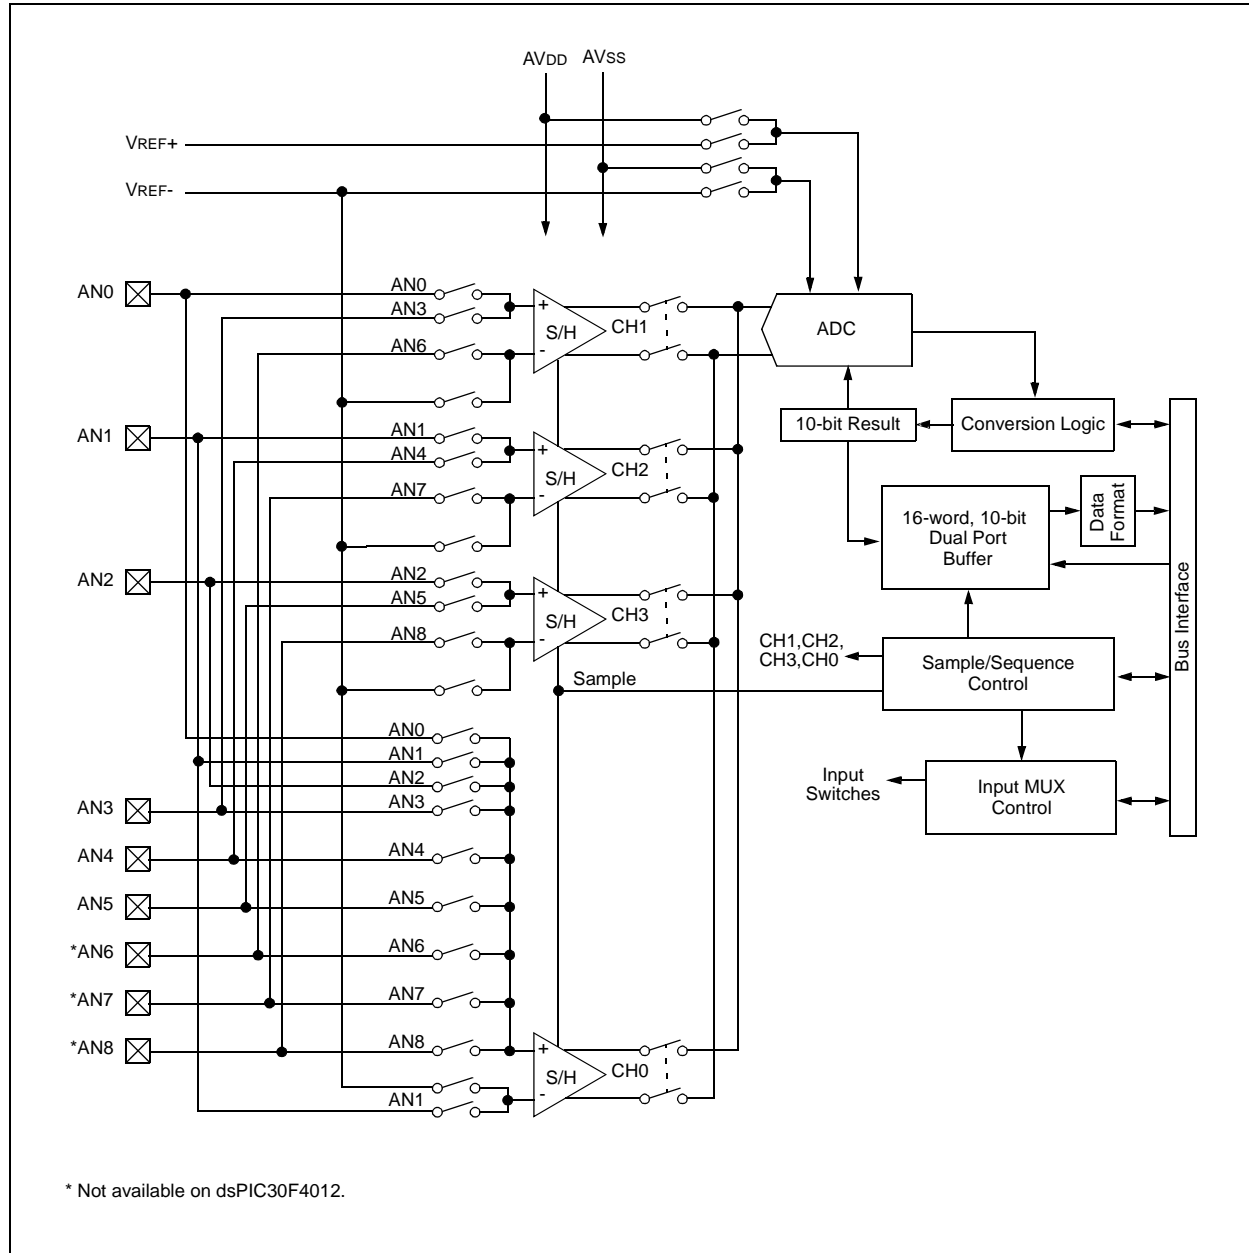 AVDD AVSS
VREF+
VREF-
AN0
AN0
+
S/H
CH1
ADC
AN3
AN6
-
AN1
AN1
+
S/H
CH2
10-bit Result
Conversion Logic
AN4
AN7
-
16-word, 10-bit
Dual Port
Buffer
Data
Format
Bus Interface
AN2
AN2
+
S/H
CH3
AN5
AN8
-
CH1,CH2,
CH3,CH0
Sample/Sequence
Control
Sample
AN0
AN1
AN2
Input
Switches
Input MUX
Control
AN3
AN3
AN4
AN4
AN5
AN5
*AN6
AN6
*AN7
AN7
*AN8
AN8
+
S/H
CH0
AN1
-
* Not available on dsPIC30F4012.